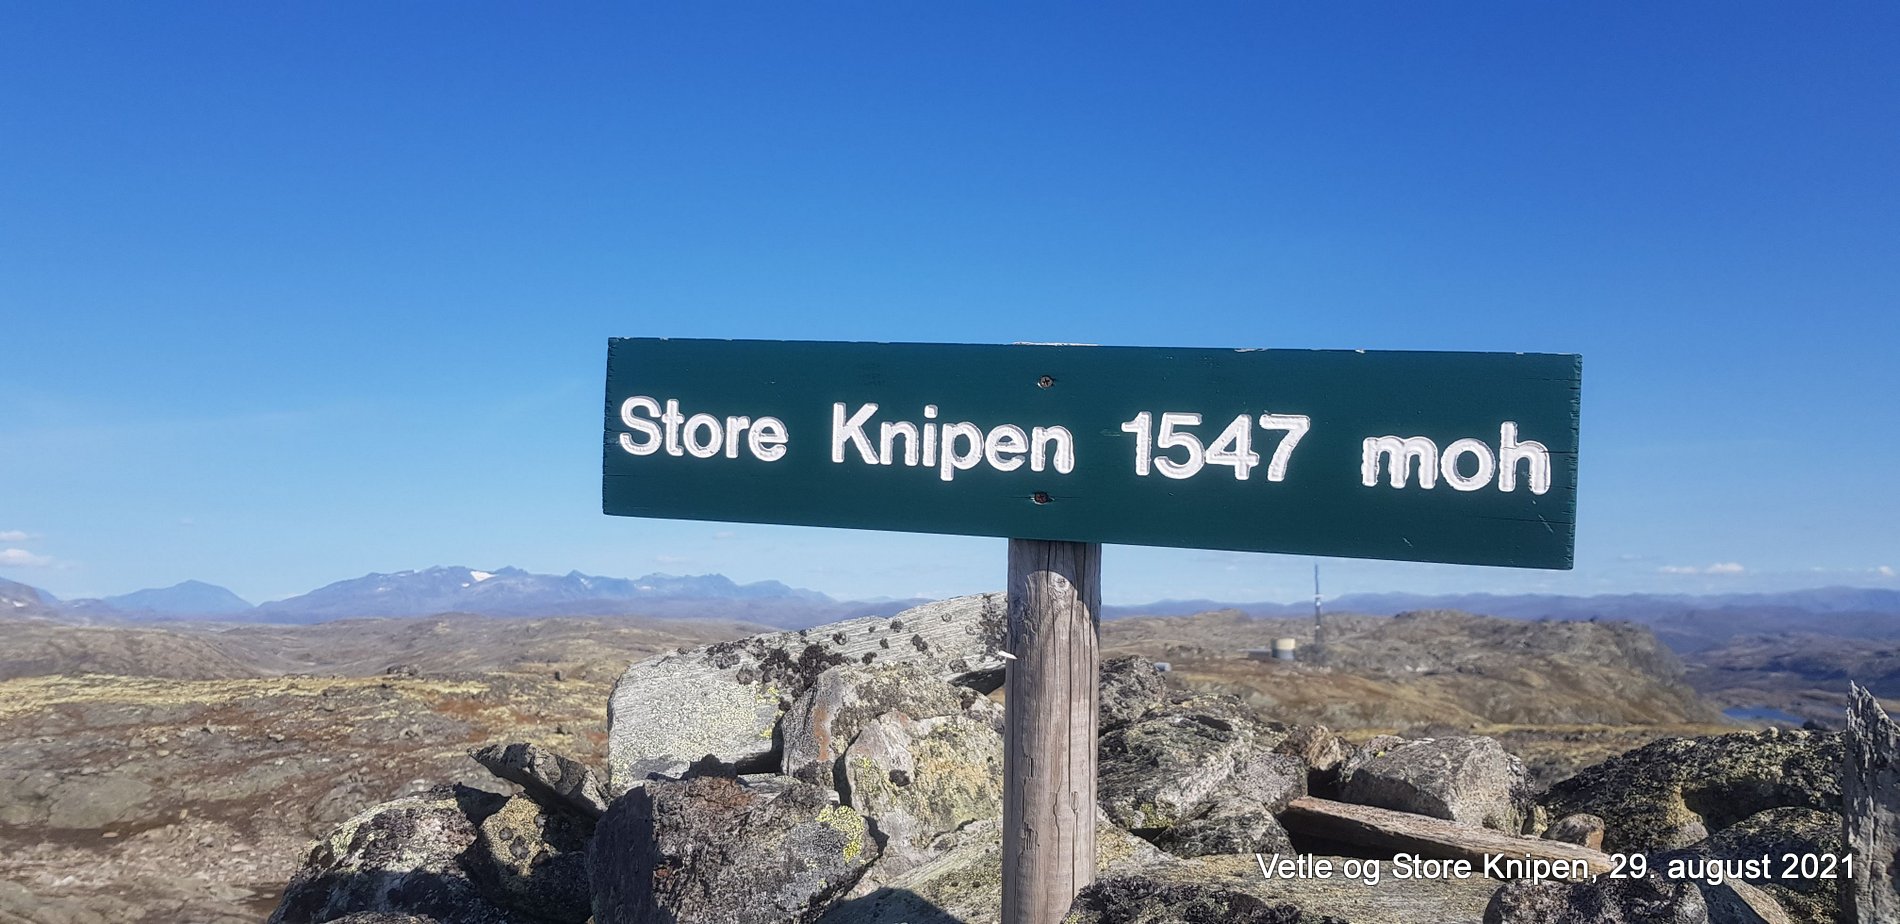 Store Knipen 1547 moh
Vetle og Store Knipen, 29. august 2021